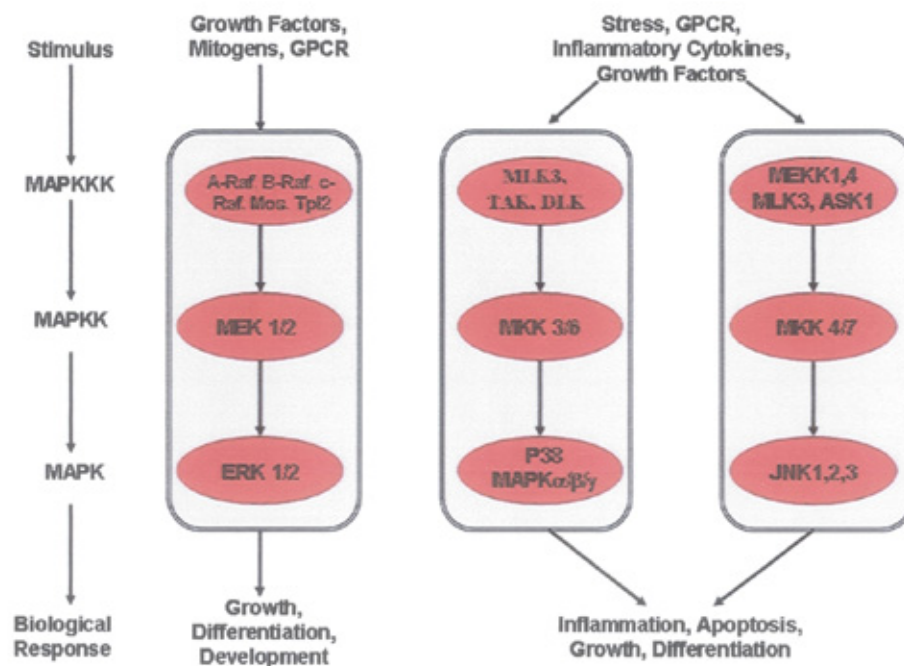 Growth Factors,
Mitogens, GPCR
Stress, GPCR,
Inflammatory Cytokines,
Growth Factors
Stimulus
MAPKKK
A-Raf. B-Raf. c-
Raf. Mos. Tpl2
MLK3,
TAK, DLK
MEKK1,4
MLK3, ASK1
MAPKK
MEK 1/2
MKK 3/6
MKK 4/7
MAPK
ERK 1/2
P38
MAPKα/β/γ
JNK1,2,3
Biological
Response
Growth,
Differentiation,
Development
Inflammation, Apoptosis,
Growth, Differentiation